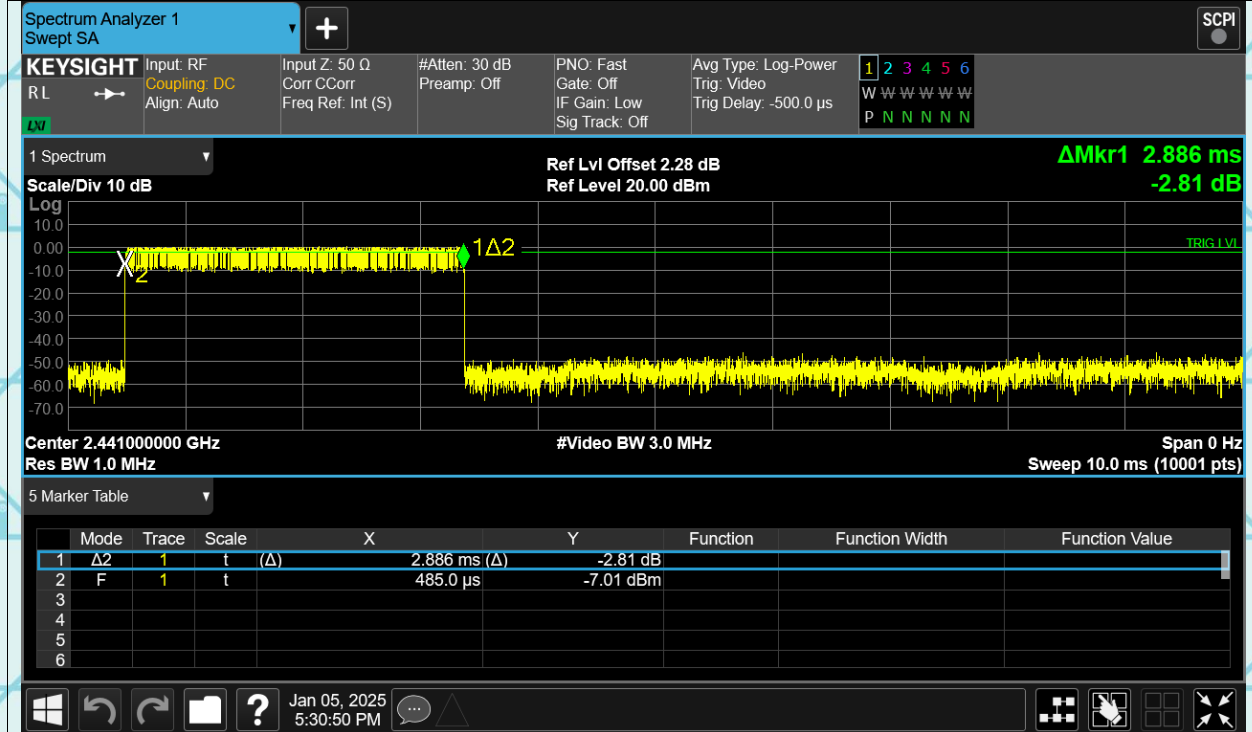 Spectrum Analyzer 1
Swept SA
+
SCPI
KEYSIGHT
R L
LXI
Input: RF
Coupling: DC
Align: Auto
Input Z: 50 Ω
Corr CCorr
Freq Ref: Int (S)
#Atten: 30 dB
Preamp: Off
PNO: Fast
Gate: Off
IF Gain: Low
Sig Track: Off
Avg Type: Log-Power
Trig: Video
Trig Delay: -500.0 µs
1 2 3 4 5 6
W W W W W W
P N N N N N
1 Spectrum
Scale/Div 10 dB
Ref Lvl Offset 2.28 dB
Ref Level 20.00 dBm
ΔMkr1 2.886 ms
-2.81 dB
Log
10.0
0.00
-10.0
-20.0
-30.0
-40.0
-50.0
-60.0
-70.0
X
2
1Δ2
TRIG LVL
Center 2.441000000 GHz
#Video BW 3.0 MHz
Span 0 Hz
Res BW 1.0 MHz
Sweep 10.0 ms (10001 pts)
5 Marker Table
Mode Trace Scale X Y Function Function Width Function Value
1 Δ2 1 t (Δ) 2.886 ms (Δ) -2.81 dB
2 F 1 t 485.0 µs -7.01 dBm
3
4
5
6
?
Jan 05, 2025
5:30:50 PM